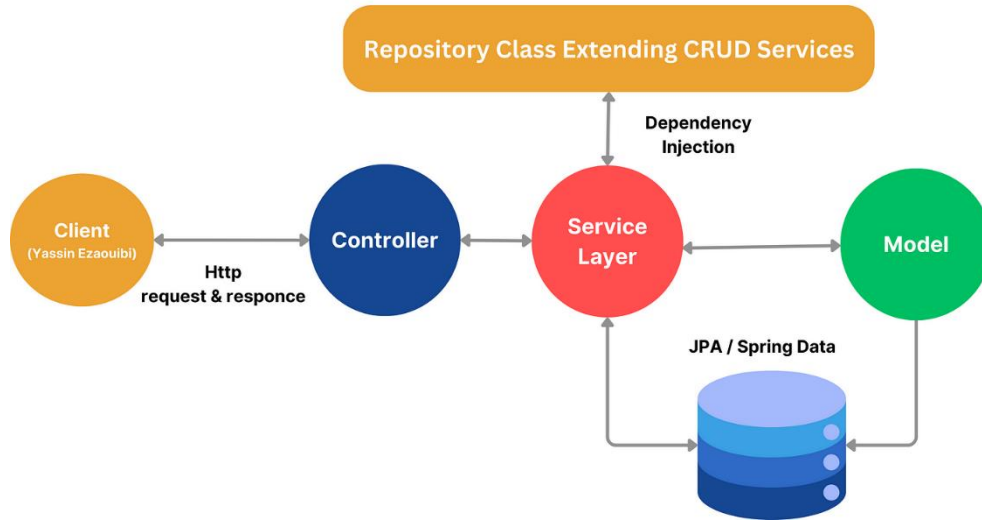 Repository Class Extending CRUD Services
Dependency
Injection
Client
(Yassin Ezaouibi)
Controller
Service
Layer
Model
Http
request & responce
JPA / Spring Data